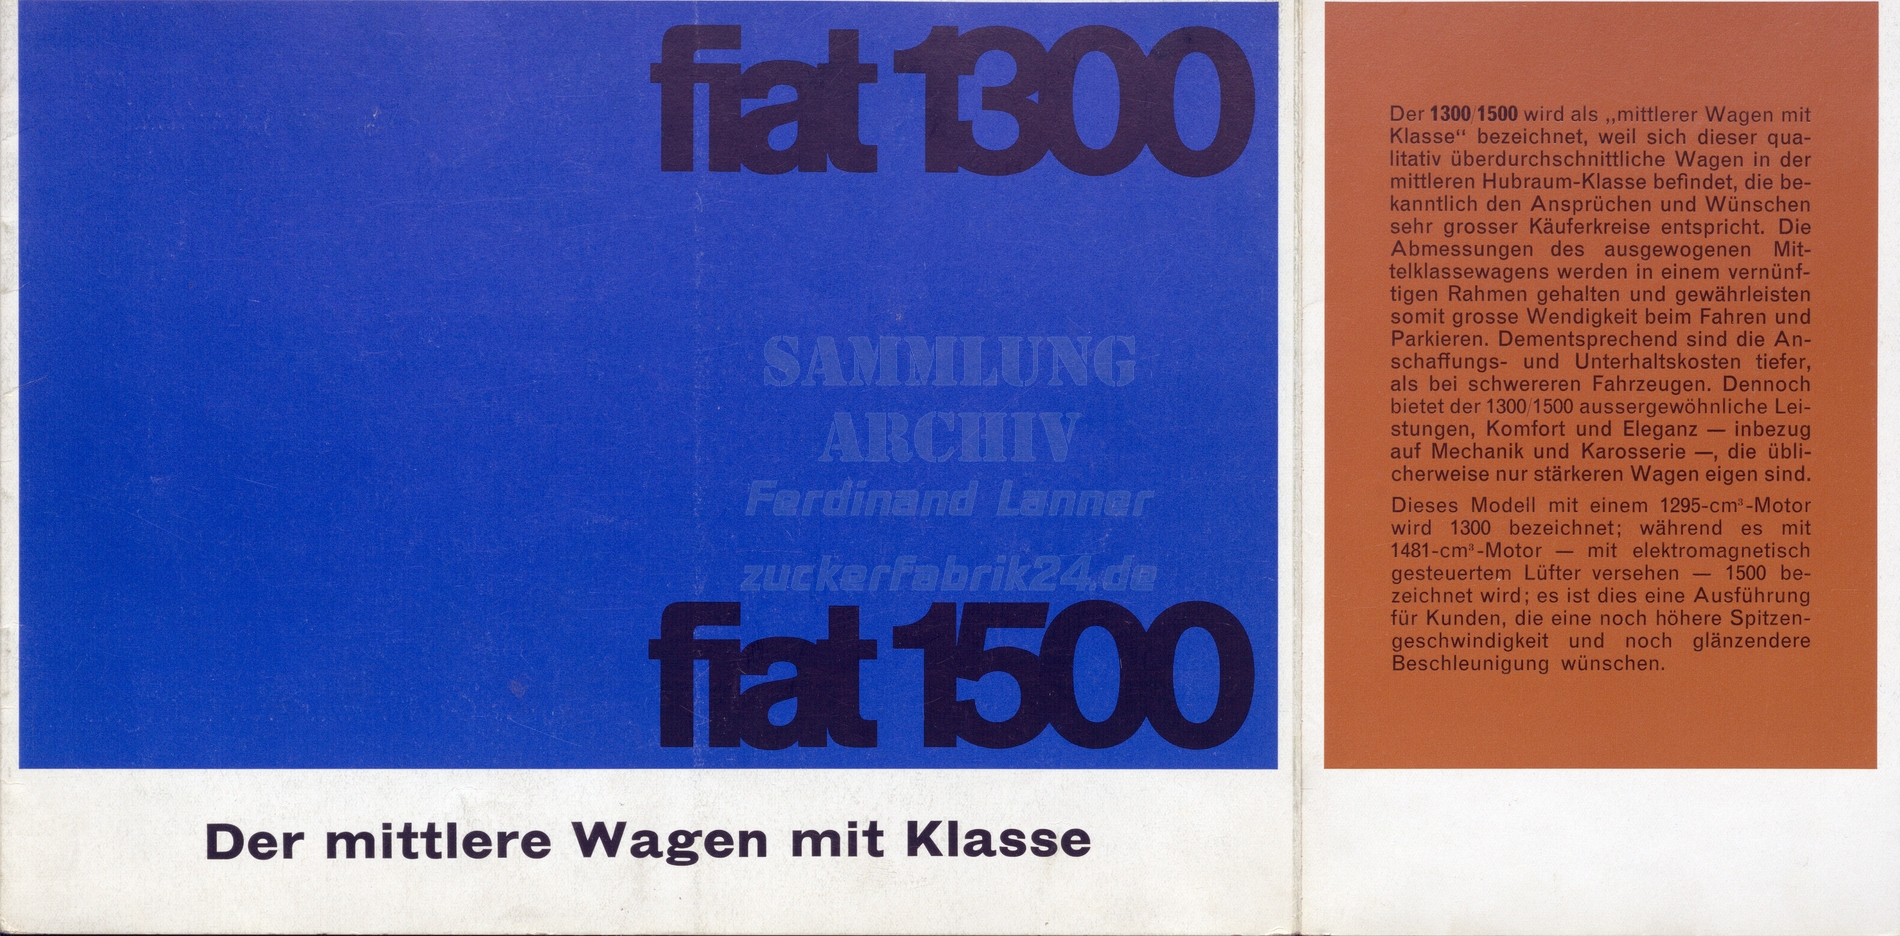 fiat 1300
SAMMLUNG
ARCHIV
Ferdinand Lanner
zuckerfabrik24.de
fiat 1500
Der mittlere Wagen mit Klasse
Der 1300/1500 wird als „mittlerer Wagen mit
Klasse“ bezeichnet, weil sich dieser qua-
litativ überdurchschnittliche Wagen in der
mittleren Hubraum-Klasse befindet, die be-
kanntlich den Ansprüchen und Wünschen
sehr grosser Käuferkreise entspricht. Die
Abmessungen des ausgewogenen Mit-
telklassewagens werden in einem vernünf-
tigen Rahmen gehalten und gewährleisten
somit grosse Wendigkeit beim Fahren und
Parkieren. Dementsprechend sind die An-
schaffungs- und Unterhaltskosten tiefer,
als bei schwereren Fahrzeugen. Dennoch
bietet der 1300/1500 aussergewöhnliche Lei-
stungen, Komfort und Eleganz — inbezug
auf Mechanik und Karosserie —, die übli-
cherweise nur stärkeren Wagen eigen sind.
Dieses Modell mit einem 1295-cm³-Motor
wird 1300 bezeichnet; während es mit
1481-cm³-Motor — mit elektromagnetisch
gesteuertem Lüfter versehen — 1500 be-
zeichnet wird; es ist dies eine Ausführung
für Kunden, die eine noch höhere Spitzen-
geschwindigkeit und noch glänzendere
Beschleunigung wünschen.